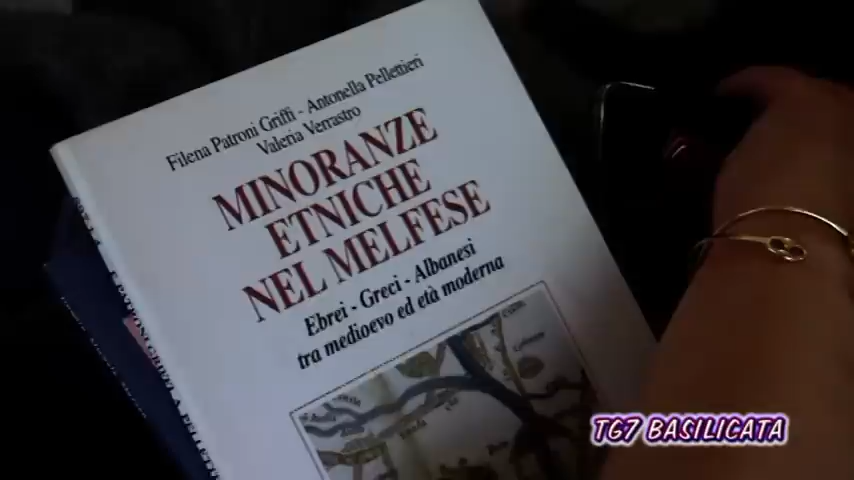 Filena Patroni Griffi - Antonella Pellettieri
Valeria Verrastro
MINORANZE
ETNICHE
NEL MELFESE
Ebrei - Greci - Albanesi
tra medioevo ed età moderna
TG7 BASILICATA